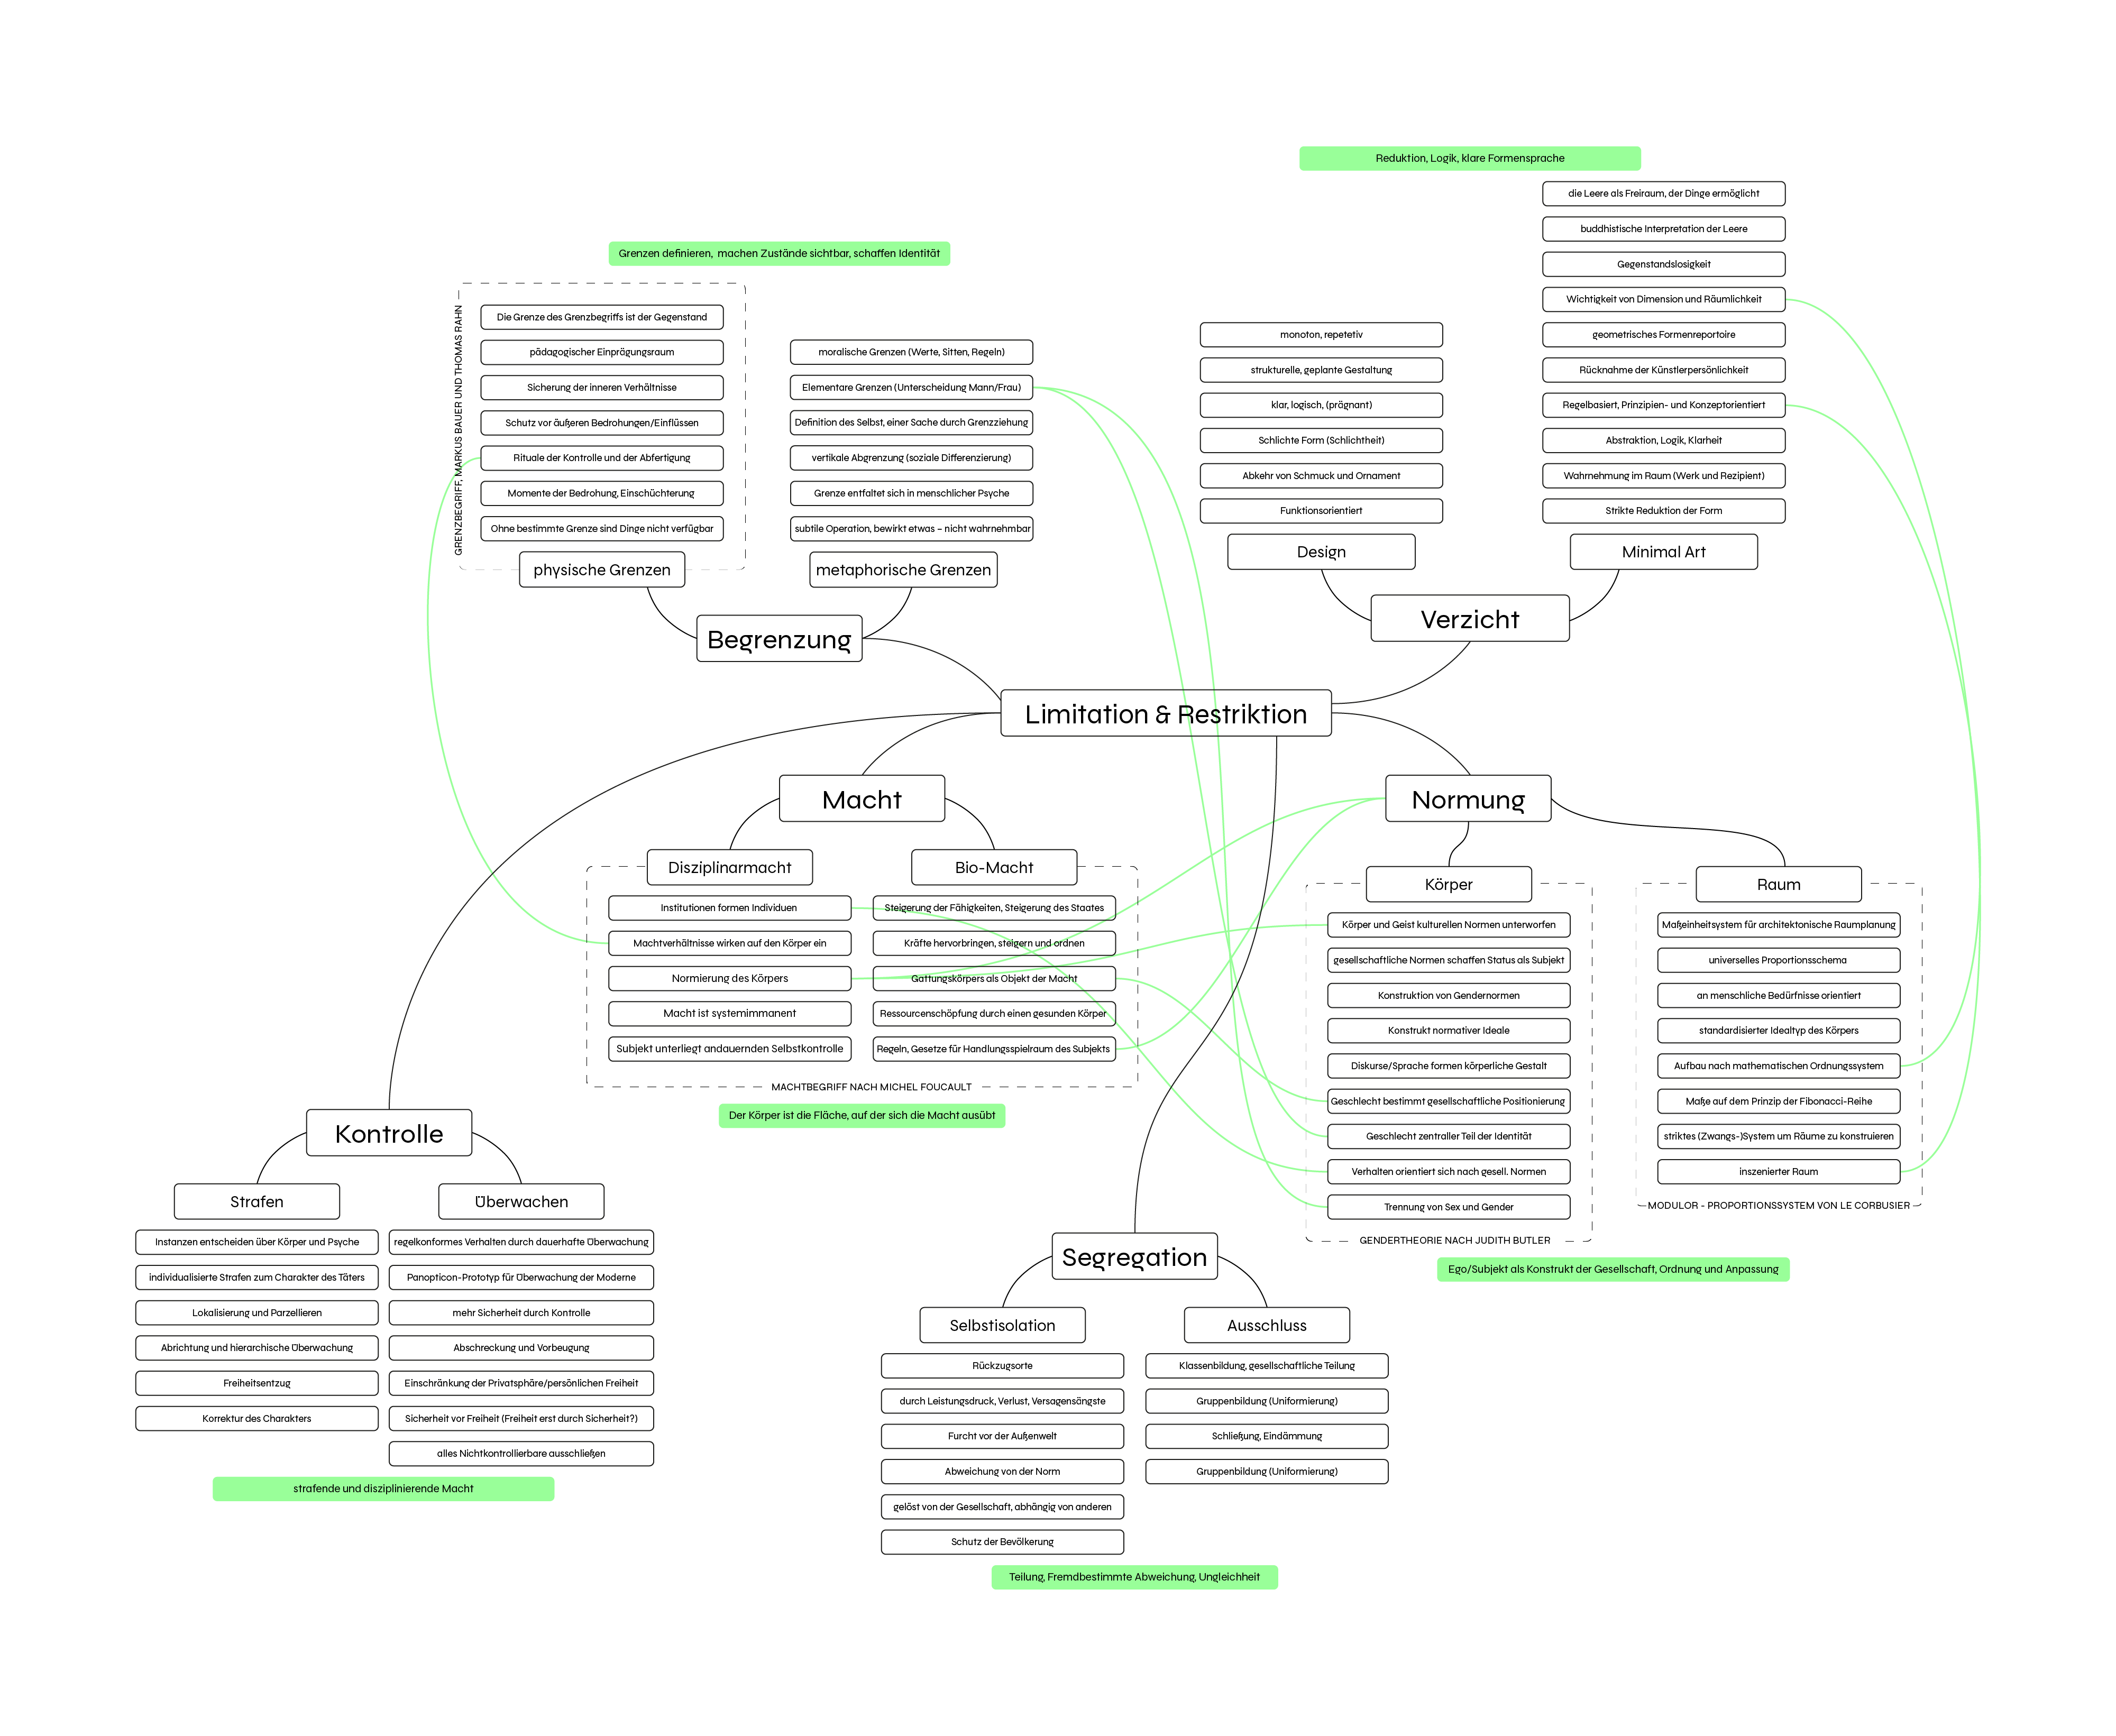 Reduktion, Logik, klare Formensprache
die Leere als Freiraum, der Dinge ermöglicht
buddhistische Interpretation der Leere
Gegenstandslosigkeit
Wichtigkeit von Dimension und Räumlichkeit
geometrisches Formenreportoire
Rücknahme der Künstlerpersönlichkeit
Regelbasiert, Prinzipien- und Konzeptorientiert
Abstraktion, Logik, Klarheit
Wahrnehmung im Raum (Werk und Rezipient)
Strikte Reduktion der Form
Minimal Art
monoton, repetetiv
strukturelle, geplante Gestaltung
klar, logisch, (prägnant)
Schlichte Form (Schlichtheit)
Abkehr von Schmuck und Ornament
Funktionsorientiert
Design
Verzicht
Grenzen definieren, machen Zustände sichtbar, schaffen Identität
GRENZBEGRIFF, MARKUS BAUER UND THOMAS RAHN
Die Grenze des Grenzbegriffs ist der Gegenstand
pädagogischer Einprägungsraum
Sicherung der inneren Verhältnisse
Schutz vor äußeren Bedrohungen/Einflüssen
Rituale der Kontrolle und der Abfertigung
Momente der Bedrohung, Einschüchterung
Ohne bestimmte Grenze sind Dinge nicht verfügbar
physische Grenzen
moralische Grenzen (Werte, Sitten, Regeln)
Elementare Grenzen (Unterscheidung Mann/Frau)
Definition des Selbst, einer Sache durch Grenzziehung
vertikale Abgrenzung (soziale Differenzierung)
Grenze entfaltet sich in menschlicher Psyche
subtile Operation, bewirkt etwas – nicht wahrnehmbar
metaphorische Grenzen
Begrenzung
Limitation & Restriktion
Macht
Disziplinarmacht
Institutionen formen Individuen
Machtverhältnisse wirken auf den Körper ein
Normierung des Körpers
Macht ist systemimmanent
Subjekt unterliegt andauernden Selbstkontrolle
Bio-Macht
Steigerung der Fähigkeiten, Steigerung des Staates
Kräfte hervorbringen, steigern und ordnen
Gattungskörpers als Objekt der Macht
Ressourcenschöpfung durch einen gesunden Körper
Regeln, Gesetze für Handlungsspielraum des Subjekts
MACHTBEGRIFF NACH MICHEL FOUCAULT
Der Körper ist die Fläche, auf der sich die Macht ausübt
Normung
Körper
Körper und Geist kulturellen Normen unterworfen
gesellschaftliche Normen schaffen Status als Subjekt
Konstruktion von Gendernormen
Konstrukt normativer Ideale
Diskurse/Sprache formen körperliche Gestalt
Geschlecht bestimmt gesellschaftliche Positionierung
Geschlecht zentraler Teil der Identität
Verhalten orientiert sich nach gesell. Normen
Trennung von Sex und Gender
GENDERTHEORIE NACH JUDITH BUTLER
Raum
Maßeinheitsystem für architektonische Raumplanung
universelles Proportionsschema
an menschliche Bedürfnisse orientiert
standardisierter Idealtyp des Körpers
Aufbau nach mathematischen Ordnungssystem
Maße auf dem Prinzip der Fibonacci-Reihe
striktes (Zwangs-)System um Räume zu konstruieren
inszenierter Raum
MODULOR - PROPORTIONSSYSTEM VON LE CORBUSIER
Ego/Subjekt als Konstrukt der Gesellschaft, Ordnung und Anpassung
Kontrolle
Strafen
Instanzen entscheiden über Körper und Psyche
individualisierte Strafen zum Charakter des Täters
Lokalisierung und Parzellieren
Abrichtung und hierarchische Überwachung
Freiheitsentzug
Korrektur des Charakters
Überwachen
regelkonformes Verhalten durch dauerhafte Überwachung
Panopticon-Prototyp für Überwachung der Moderne
mehr Sicherheit durch Kontrolle
Abschreckung und Vorbeugung
Einschränkung der Privatsphäre/persönlichen Freiheit
Sicherheit vor Freiheit (Freiheit erst durch Sicherheit?)
alles Nichtkontrollierbare ausschließen
strafende und disziplinierende Macht
Segregation
Selbstisolation
Rückzugsorte
durch Leistungsdruck, Verlust, Versagensängste
Furcht vor der Außenwelt
Abweichung von der Norm
gelöst von der Gesellschaft, abhängig von anderen
Schutz der Bevölkerung
Ausschluss
Klassenbildung, gesellschaftliche Teilung
Gruppenbildung (Uniformierung)
Schließung, Eindämmung
Gruppenbildung (Uniformierung)
Teilung, Fremdbestimmte Abweichung, Ungleichheit